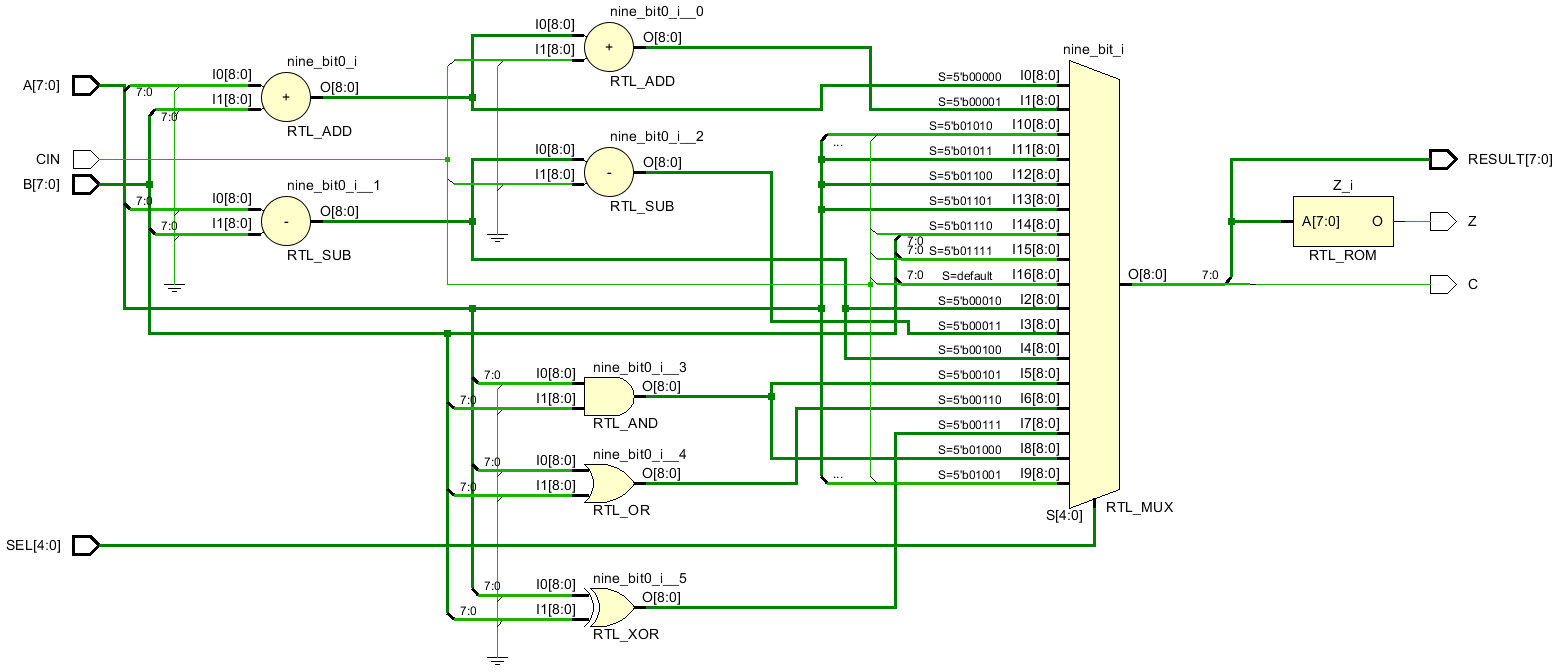 nine_bit0_i__0
I0[8:0]
I1[8:0]
O[8:0]
+
RTL_ADD
nine_bit0_i
A[7:0]
7:0
7:0
I0[8:0]
I1[8:0]
O[8:0]
+
RTL_ADD
CIN
B[7:0]
nine_bit0_i__2
I0[8:0]
I1[8:0]
O[8:0]
-
RTL_SUB
nine_bit0_i__1
7:0
7:0
I0[8:0]
I1[8:0]
O[8:0]
-
RTL_SUB
nine_bit0_i__3
7:0
7:0
I0[8:0]
I1[8:0]
O[8:0]
RTL_AND
nine_bit0_i__4
7:0
7:0
I0[8:0]
I1[8:0]
O[8:0]
RTL_OR
SEL[4:0]
nine_bit0_i__5
7:0
7:0
I0[8:0]
I1[8:0]
O[8:0]
RTL_XOR
nine_bit_i
S=5'b00000 I0[8:0]
S=5'b00001 I1[8:0]
S=5'b01010 I10[8:0]
...
S=5'b01011 I11[8:0]
S=5'b01100 I12[8:0]
S=5'b01101 I13[8:0]
S=5'b01110 I14[8:0]
7:0
7:0 S=5'b01111 I15[8:0]
7:0 S=default I16[8:0]
S=5'b00010 I2[8:0]
S=5'b00011 I3[8:0]
S=5'b00100 I4[8:0]
S=5'b00101 I5[8:0]
S=5'b00110 I6[8:0]
S=5'b00111 I7[8:0]
S=5'b01000 I8[8:0]
... S=5'b01001 I9[8:0]
S[4:0]
RTL_MUX
O[8:0]
7:0
RESULT[7:0]
Z_i
A[7:0] O
RTL_ROM
Z
C